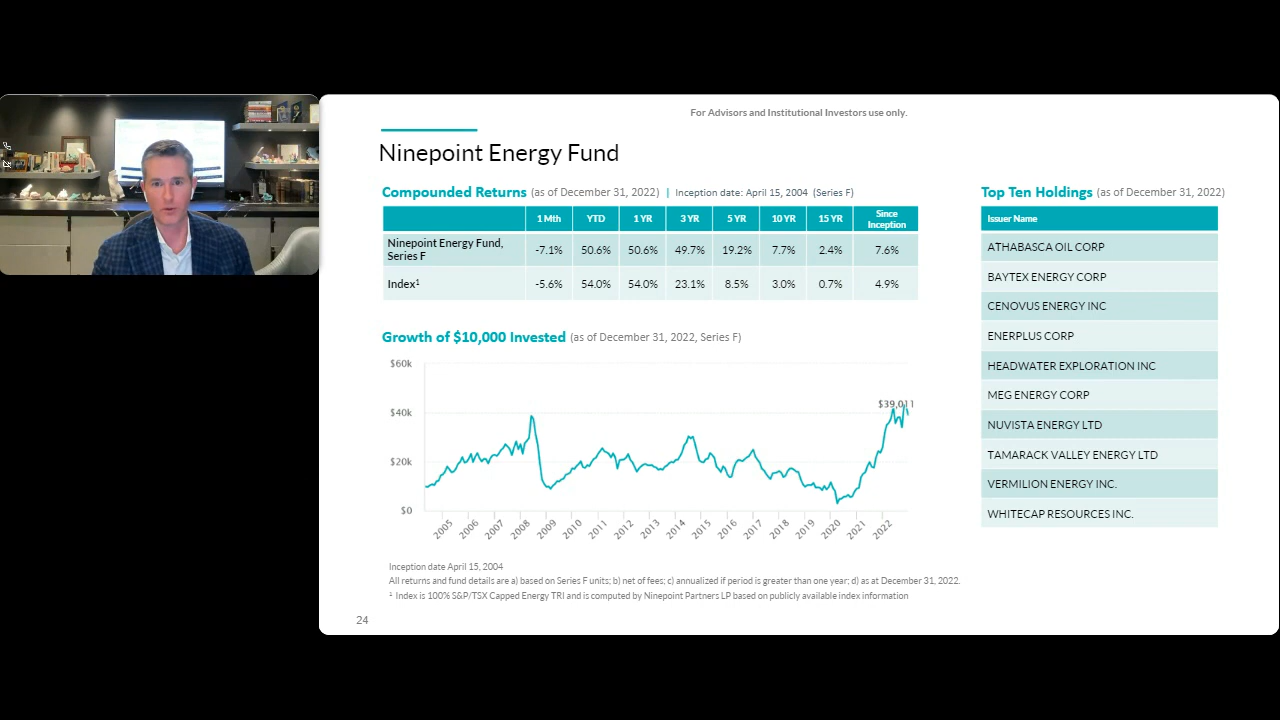 For Advisors and Institutional Investors use only.
Ninepoint Energy Fund
Compounded Returns (as of December 31, 2022) | Inception date: April 15, 2004 (Series F)
1 Mth YTD 1 YR 3 YR 5 YR 10 YR 15 YR Since Inception
Ninepoint Energy Fund, Series F -7.1% 50.6% 50.6% 49.7% 19.2% 7.7% 2.4% 7.6%
Index¹ -5.6% 54.0% 54.0% 23.1% 8.5% 3.0% 0.7% 4.9%
Growth of $10,000 Invested (as of December 31, 2022, Series F)
$60k
$40k
$20k
$0
$39,011
2005 2006 2007 2008 2009 2010 2011 2012 2013 2014 2015 2016 2017 2018 2019 2020 2021 2022
Inception date April 15, 2004
All returns and fund details are a) based on Series F units; b) net of fees; c) annualized if period is greater than one year; d) as at December 31, 2022.
¹ Index is 100% S&P/TSX Capped Energy TRI and is computed by Ninepoint Partners LP based on publicly available index information
24
Top Ten Holdings (as of December 31, 2022)
Issuer Name
ATHABASCA OIL CORP
BAYTEX ENERGY CORP
CENOVUS ENERGY INC
ENERPLUS CORP
HEADWATER EXPLORATION INC
MEG ENERGY CORP
NUVISTA ENERGY LTD
TAMARACK VALLEY ENERGY LTD
VERMILION ENERGY INC.
WHITECAP RESOURCES INC.